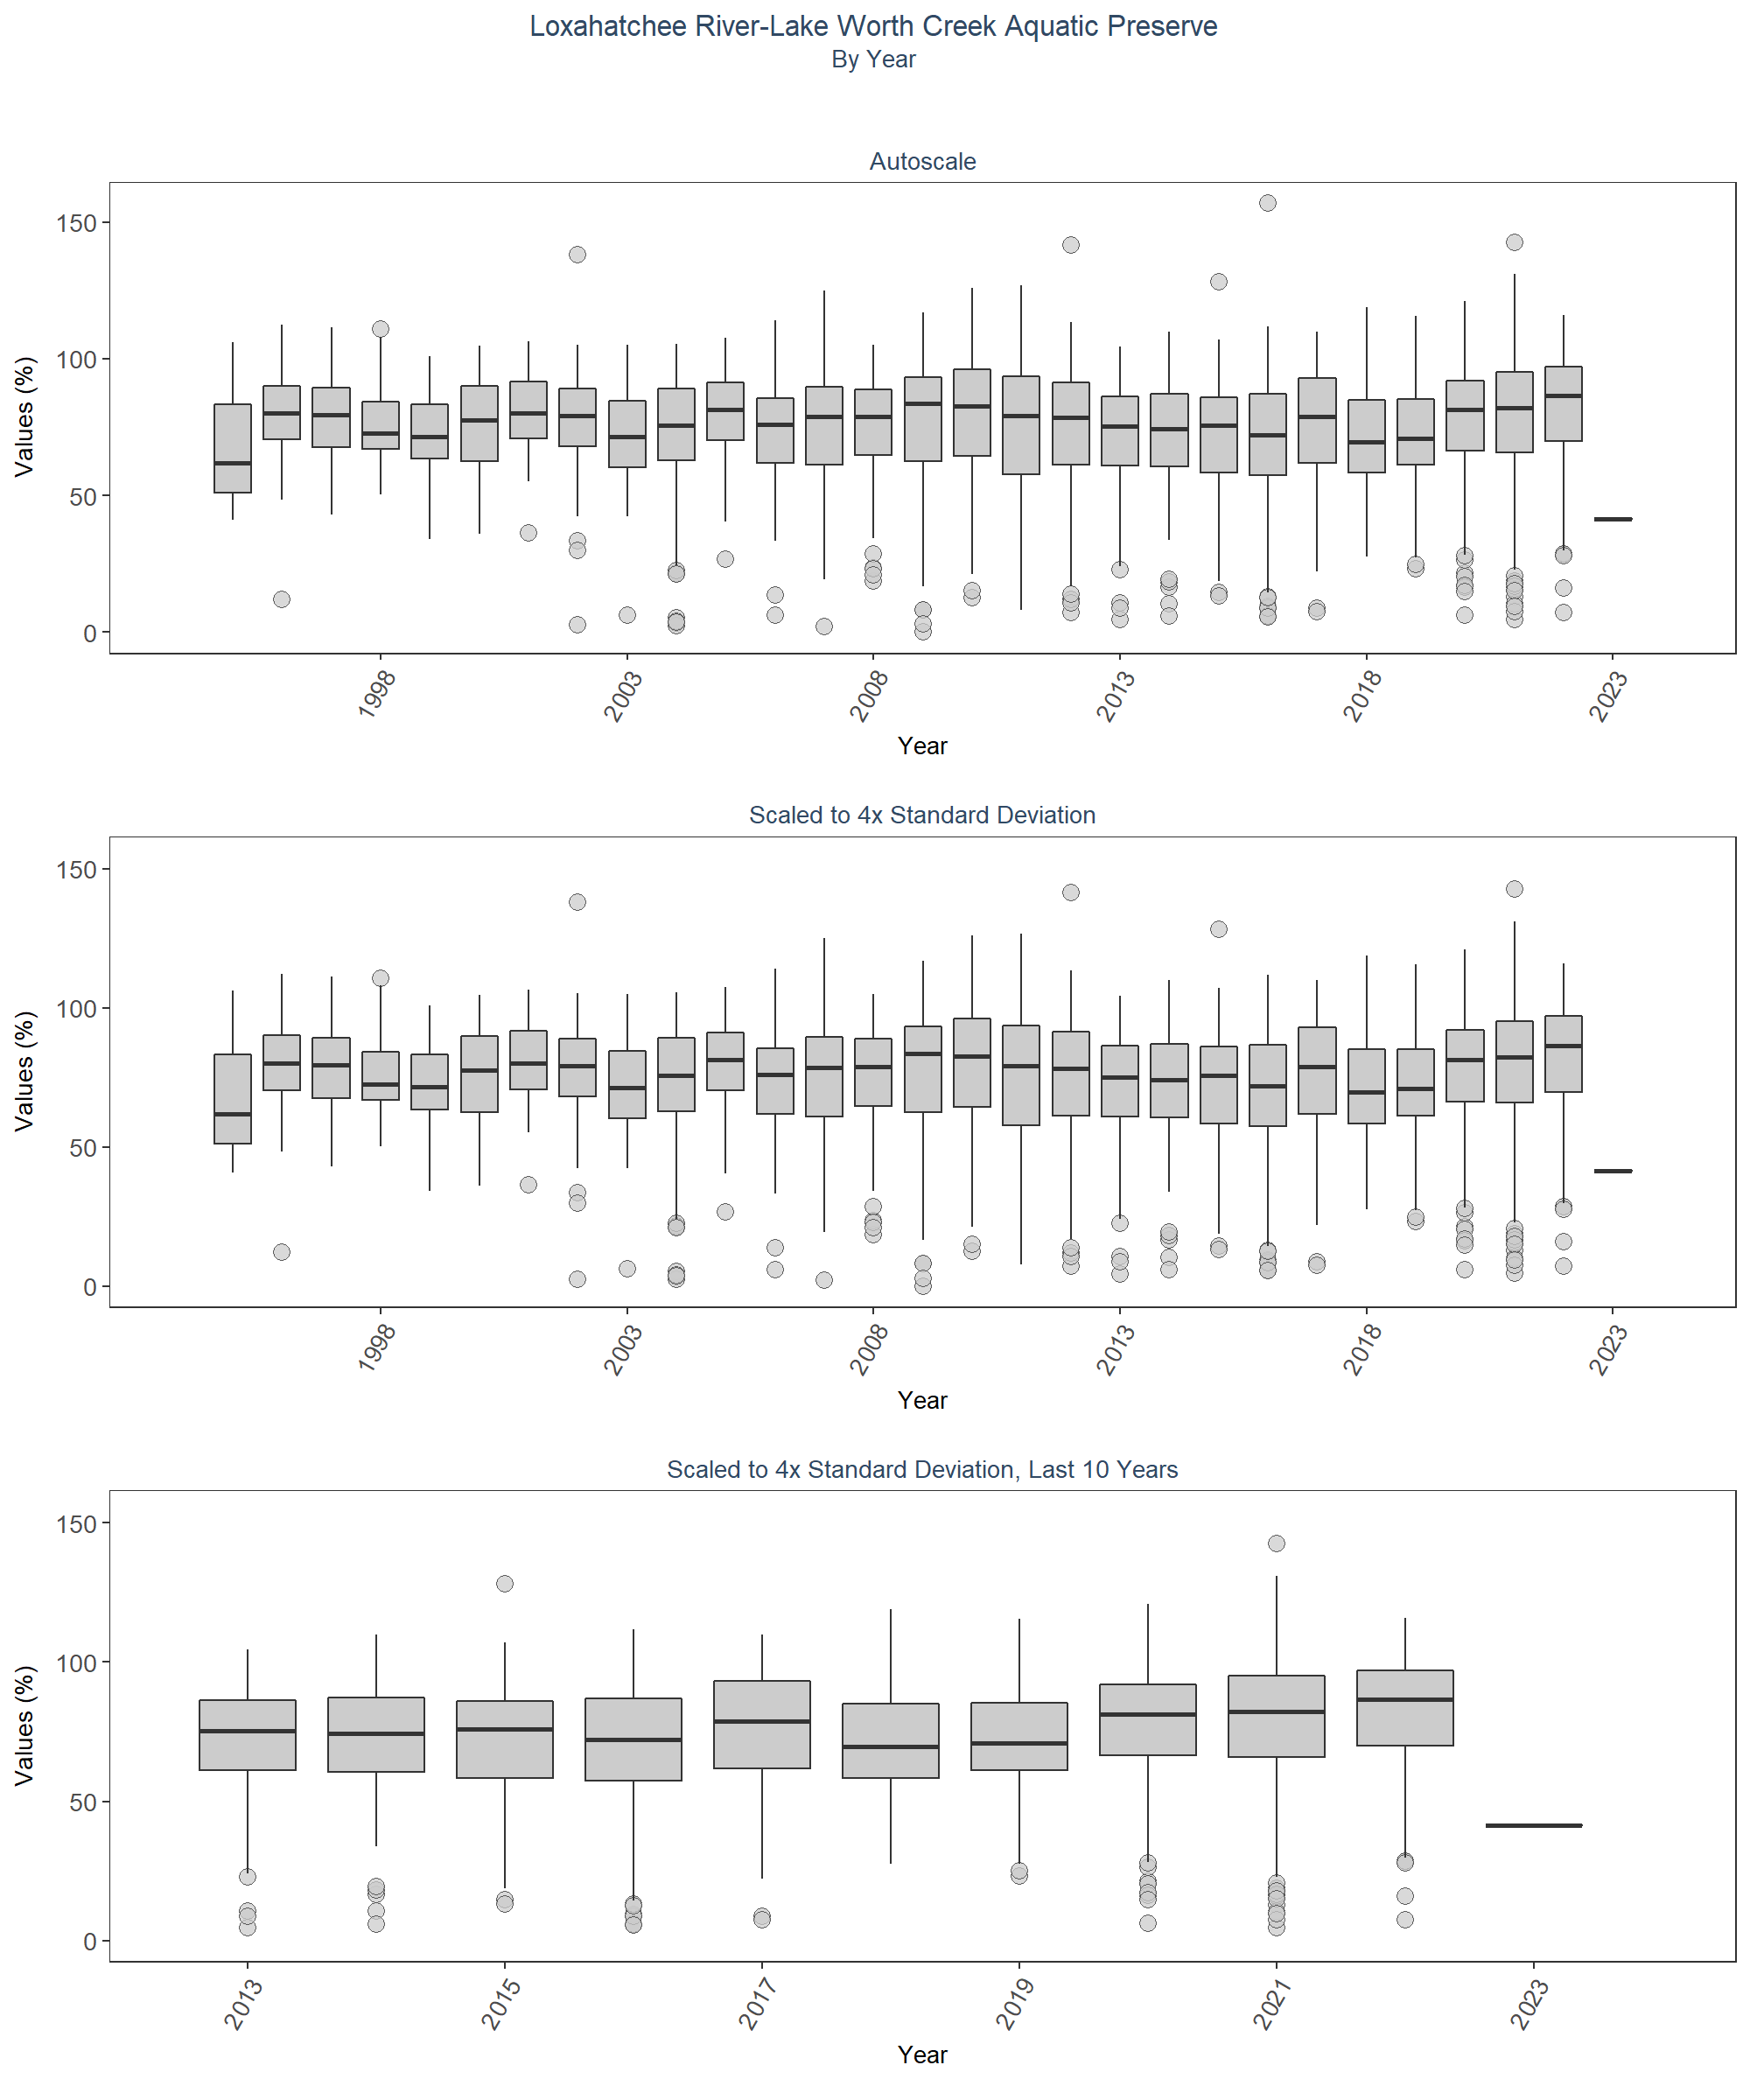 Loxahatchee River-Lake Worth Creek Aquatic Preserve
By Year
Autoscale
Values (%)
150
100
50
0
1998
2003
2008
2013
2018
2023
Year
Scaled to 4x Standard Deviation
Values (%)
150
100
50
0
1998
2003
2008
2013
2018
2023
Year
Scaled to 4x Standard Deviation, Last 10 Years
Values (%)
150
100
50
0
2013
2015
2017
2019
2021
2023
Year